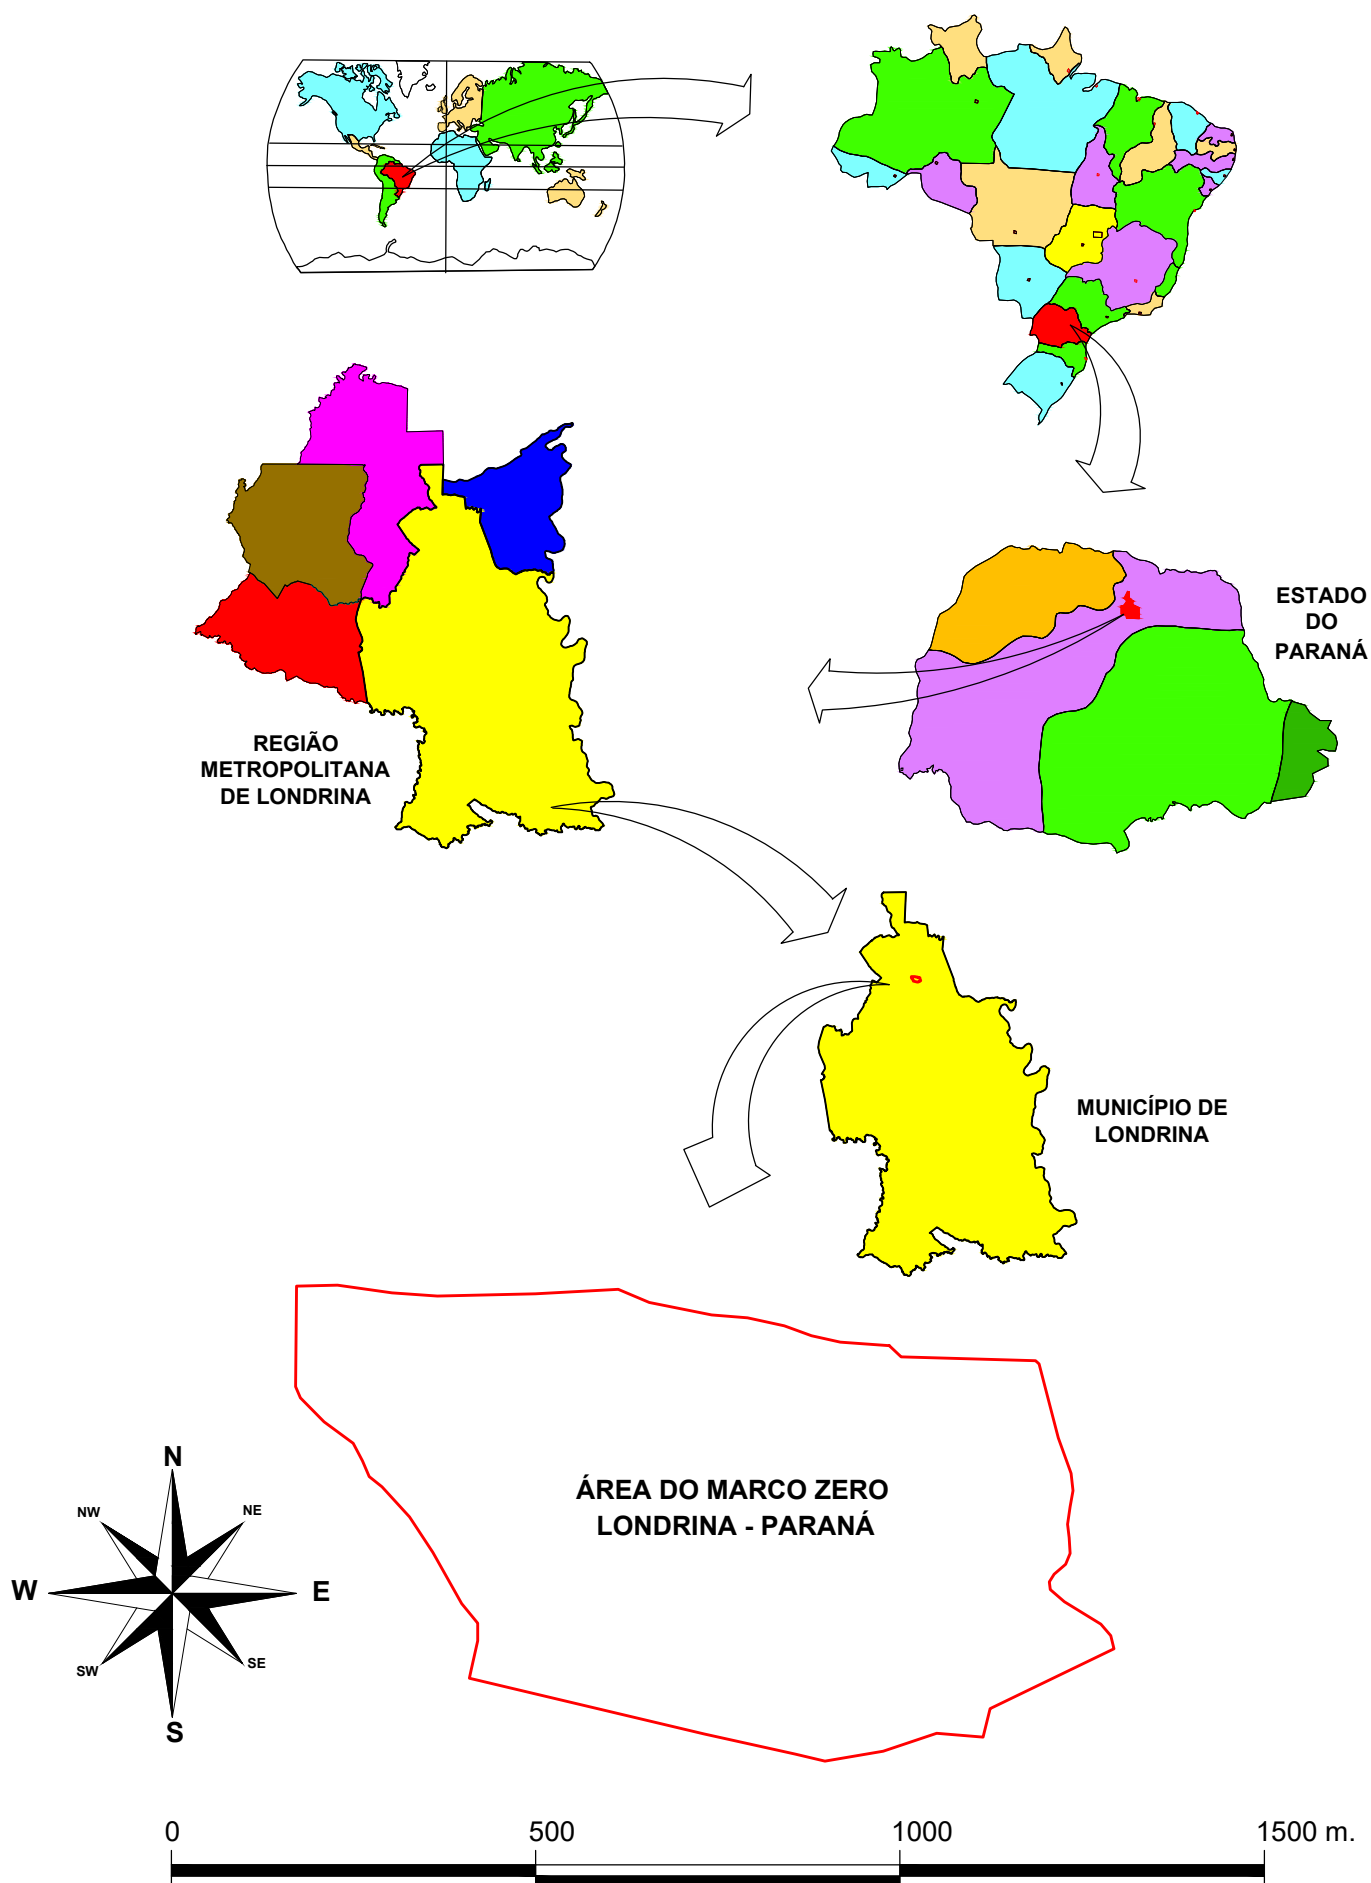 ESTADO
DO
PARANÁ
REGIÃO
METROPOLITANA
DE LONDRINA
MUNICÍPIO DE
LONDRINA
ÁREA DO MARCO ZERO
LONDRINA - PARANÁ
N
NW
NE
W
E
SW
SE
S
0 500 1000 1500 m.